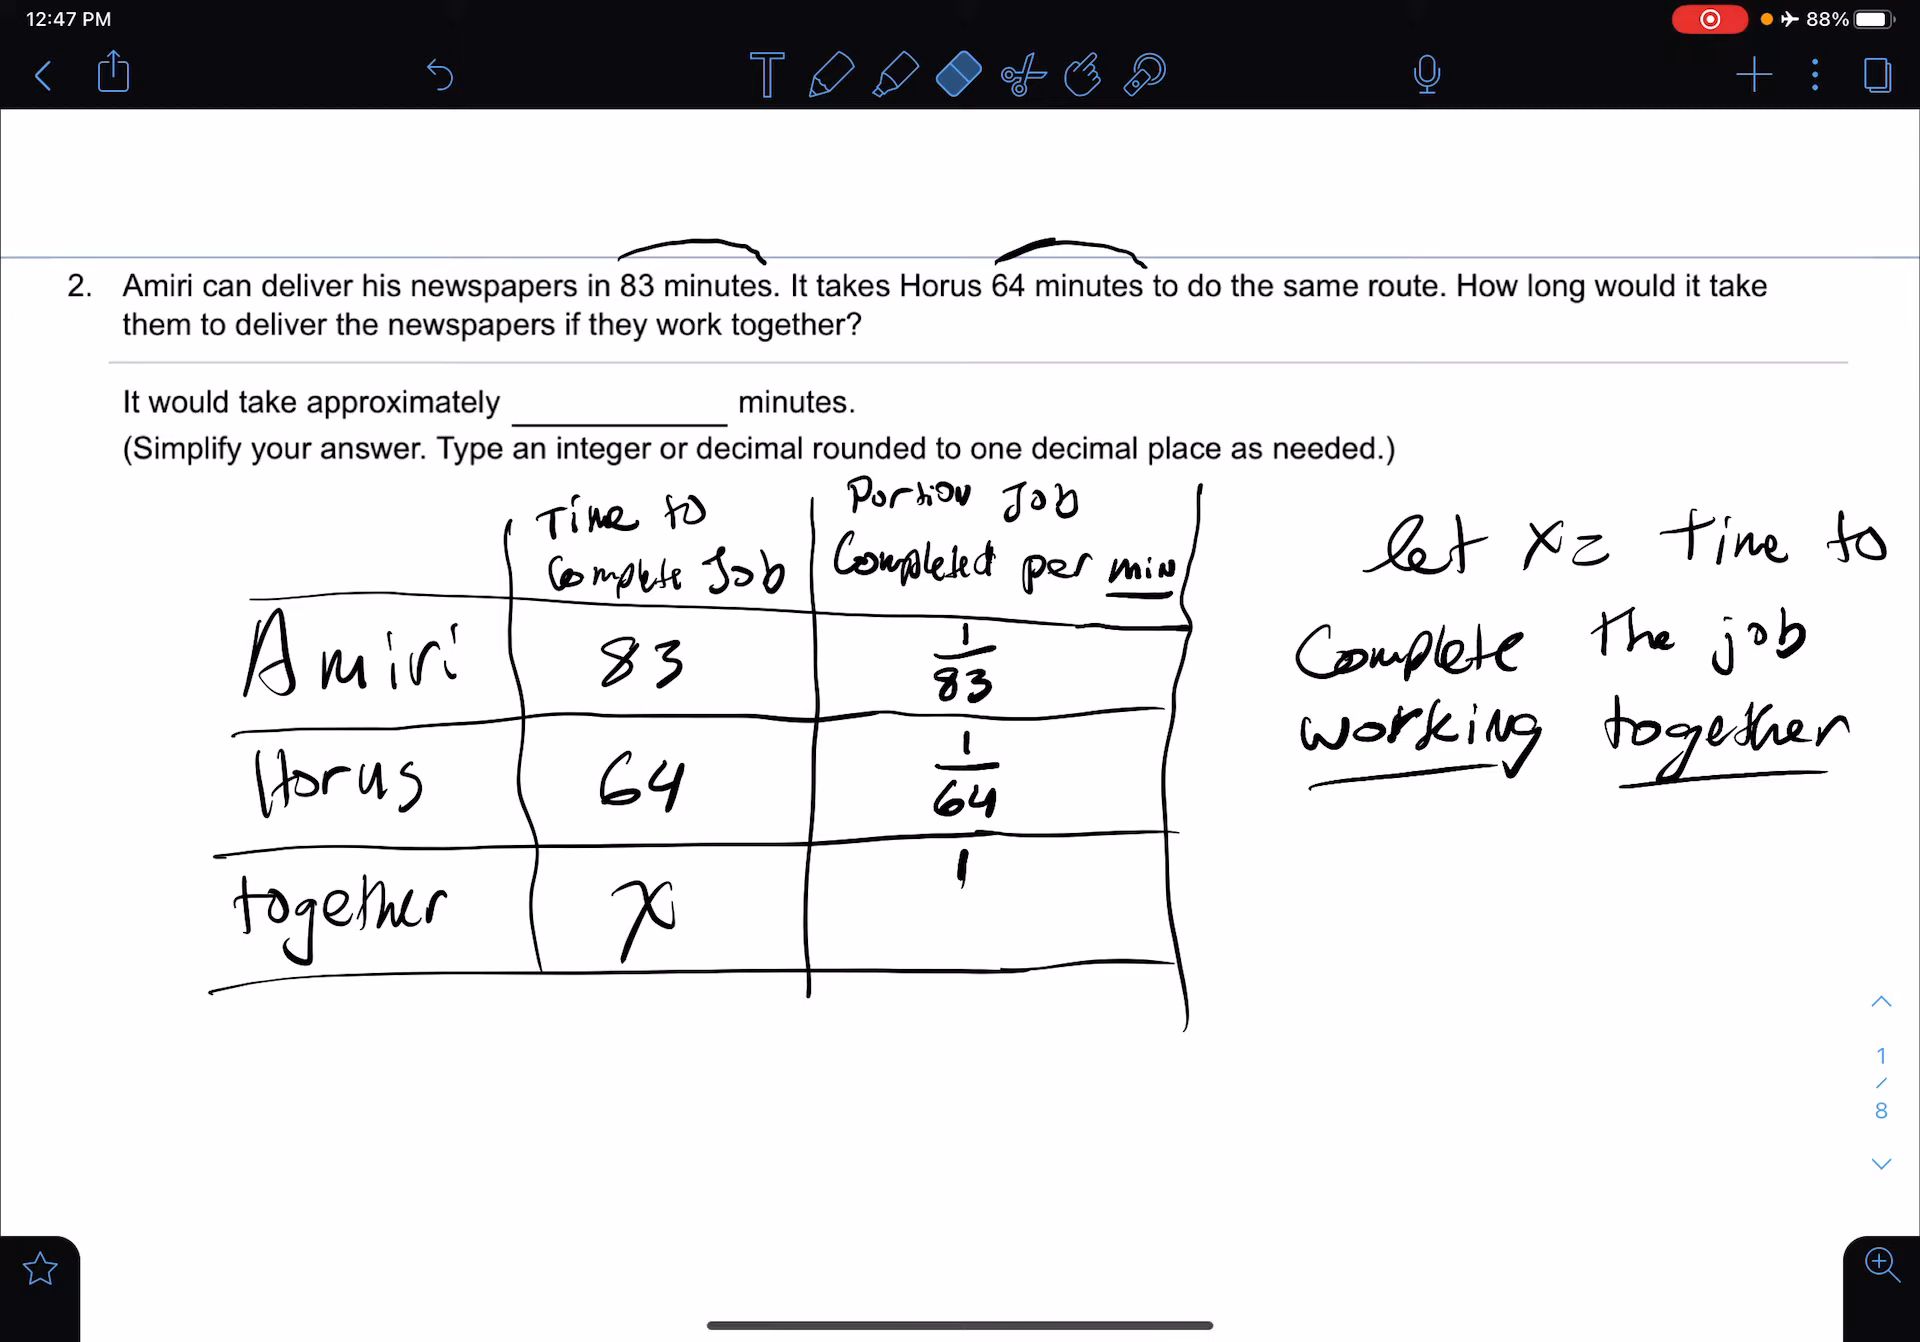 12:47 PM
88%
2. Amiri can deliver his newspapers in 83 minutes. It takes Horus 64 minutes to do the same route. How long would it take
them to deliver the newspapers if they work together?
It would take approximately ____________ minutes.
(Simplify your answer. Type an integer or decimal rounded to one decimal place as needed.)
Time to
Complete Job
Portion Job
Completed per min
Amiri 83 1/83
Horus 64 1/64
together x 1
let x = time to
Complete the job
working together
1
/
8